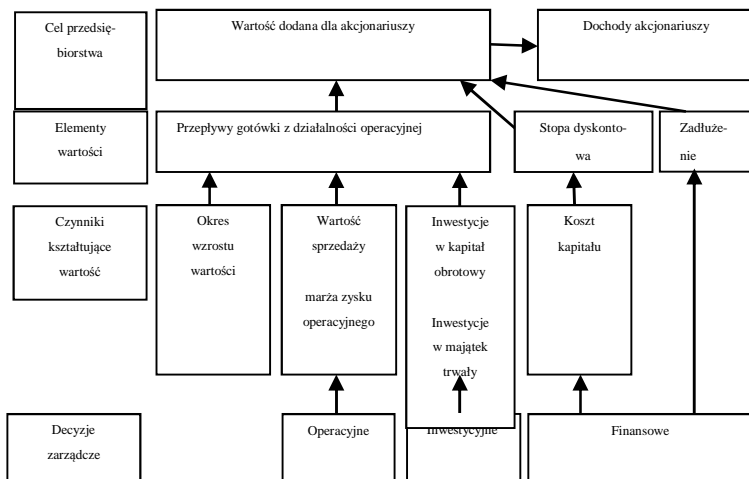 Cel przedsię-
biorstwa
Wartość dodana dla akcjonariuszy
Dochody akcjonariuszy
Elementy
wartości
Przepływy gotówki z działalności operacyjnej
Stopa dyskonto-
wa
Zadłuże-
nie
Czynniki
kształtujące
wartość
Okres
wzrostu
wartości
Wartość
sprzedaży
marża zysku
operacyjnego
Inwestycje
w kapitał
obrotowy
Inwestycje
w majątek
trwały
Koszt
kapitału
Decyzje
zarządcze
Operacyjne
Inwestycyjne
Finansowe